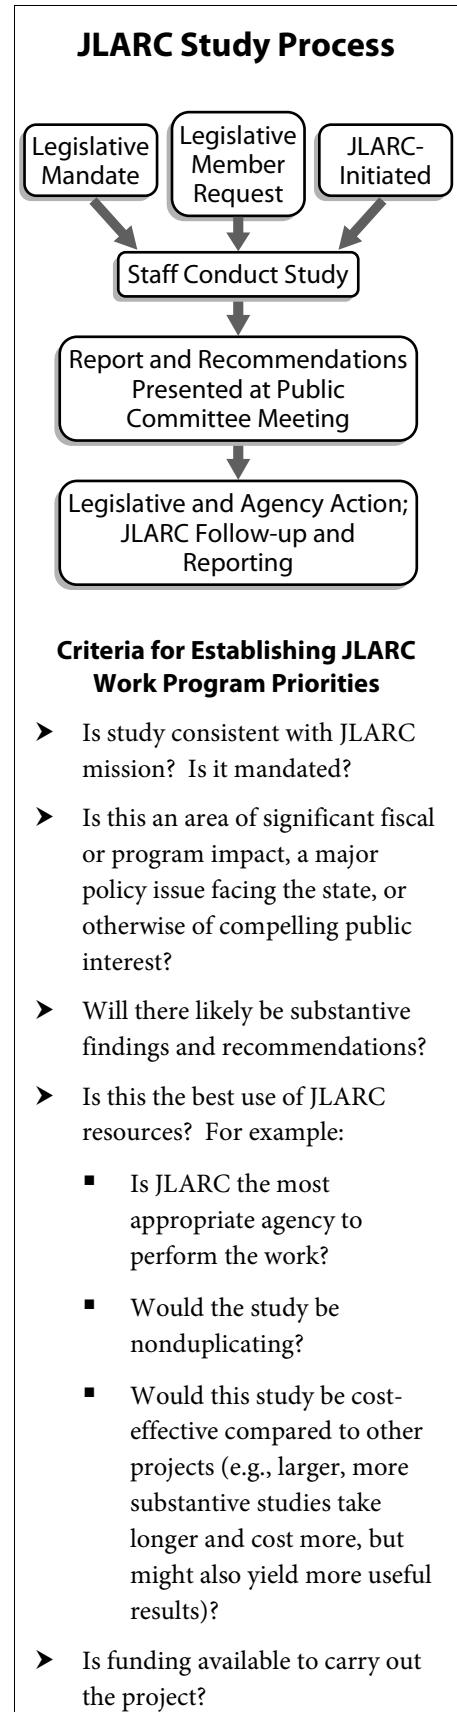 JLARC Study Process
Legislative
Mandate
Legislative
Member
Request
JLARC-
Initiated
Staff Conduct Study
Report and Recommendations
Presented at Public
Committee Meeting
Legislative and Agency Action;
JLARC Follow-up and
Reporting
Criteria for Establishing JLARC
Work Program Priorities
➤ Is study consistent with JLARC
mission?  Is it mandated?
➤ Is this an area of significant fiscal
or program impact, a major
policy issue facing the state, or
otherwise of compelling public
interest?
➤ Will there likely be substantive
findings and recommendations?
➤ Is this the best use of JLARC
resources?  For example:
▪ Is JLARC the most
appropriate agency to
perform the work?
▪ Would the study be
nonduplicating?
▪ Would this study be cost-
effective compared to other
projects (e.g., larger, more
substantive studies take
longer and cost more, but
might also yield more useful
results)?
➤ Is funding available to carry out
the project?